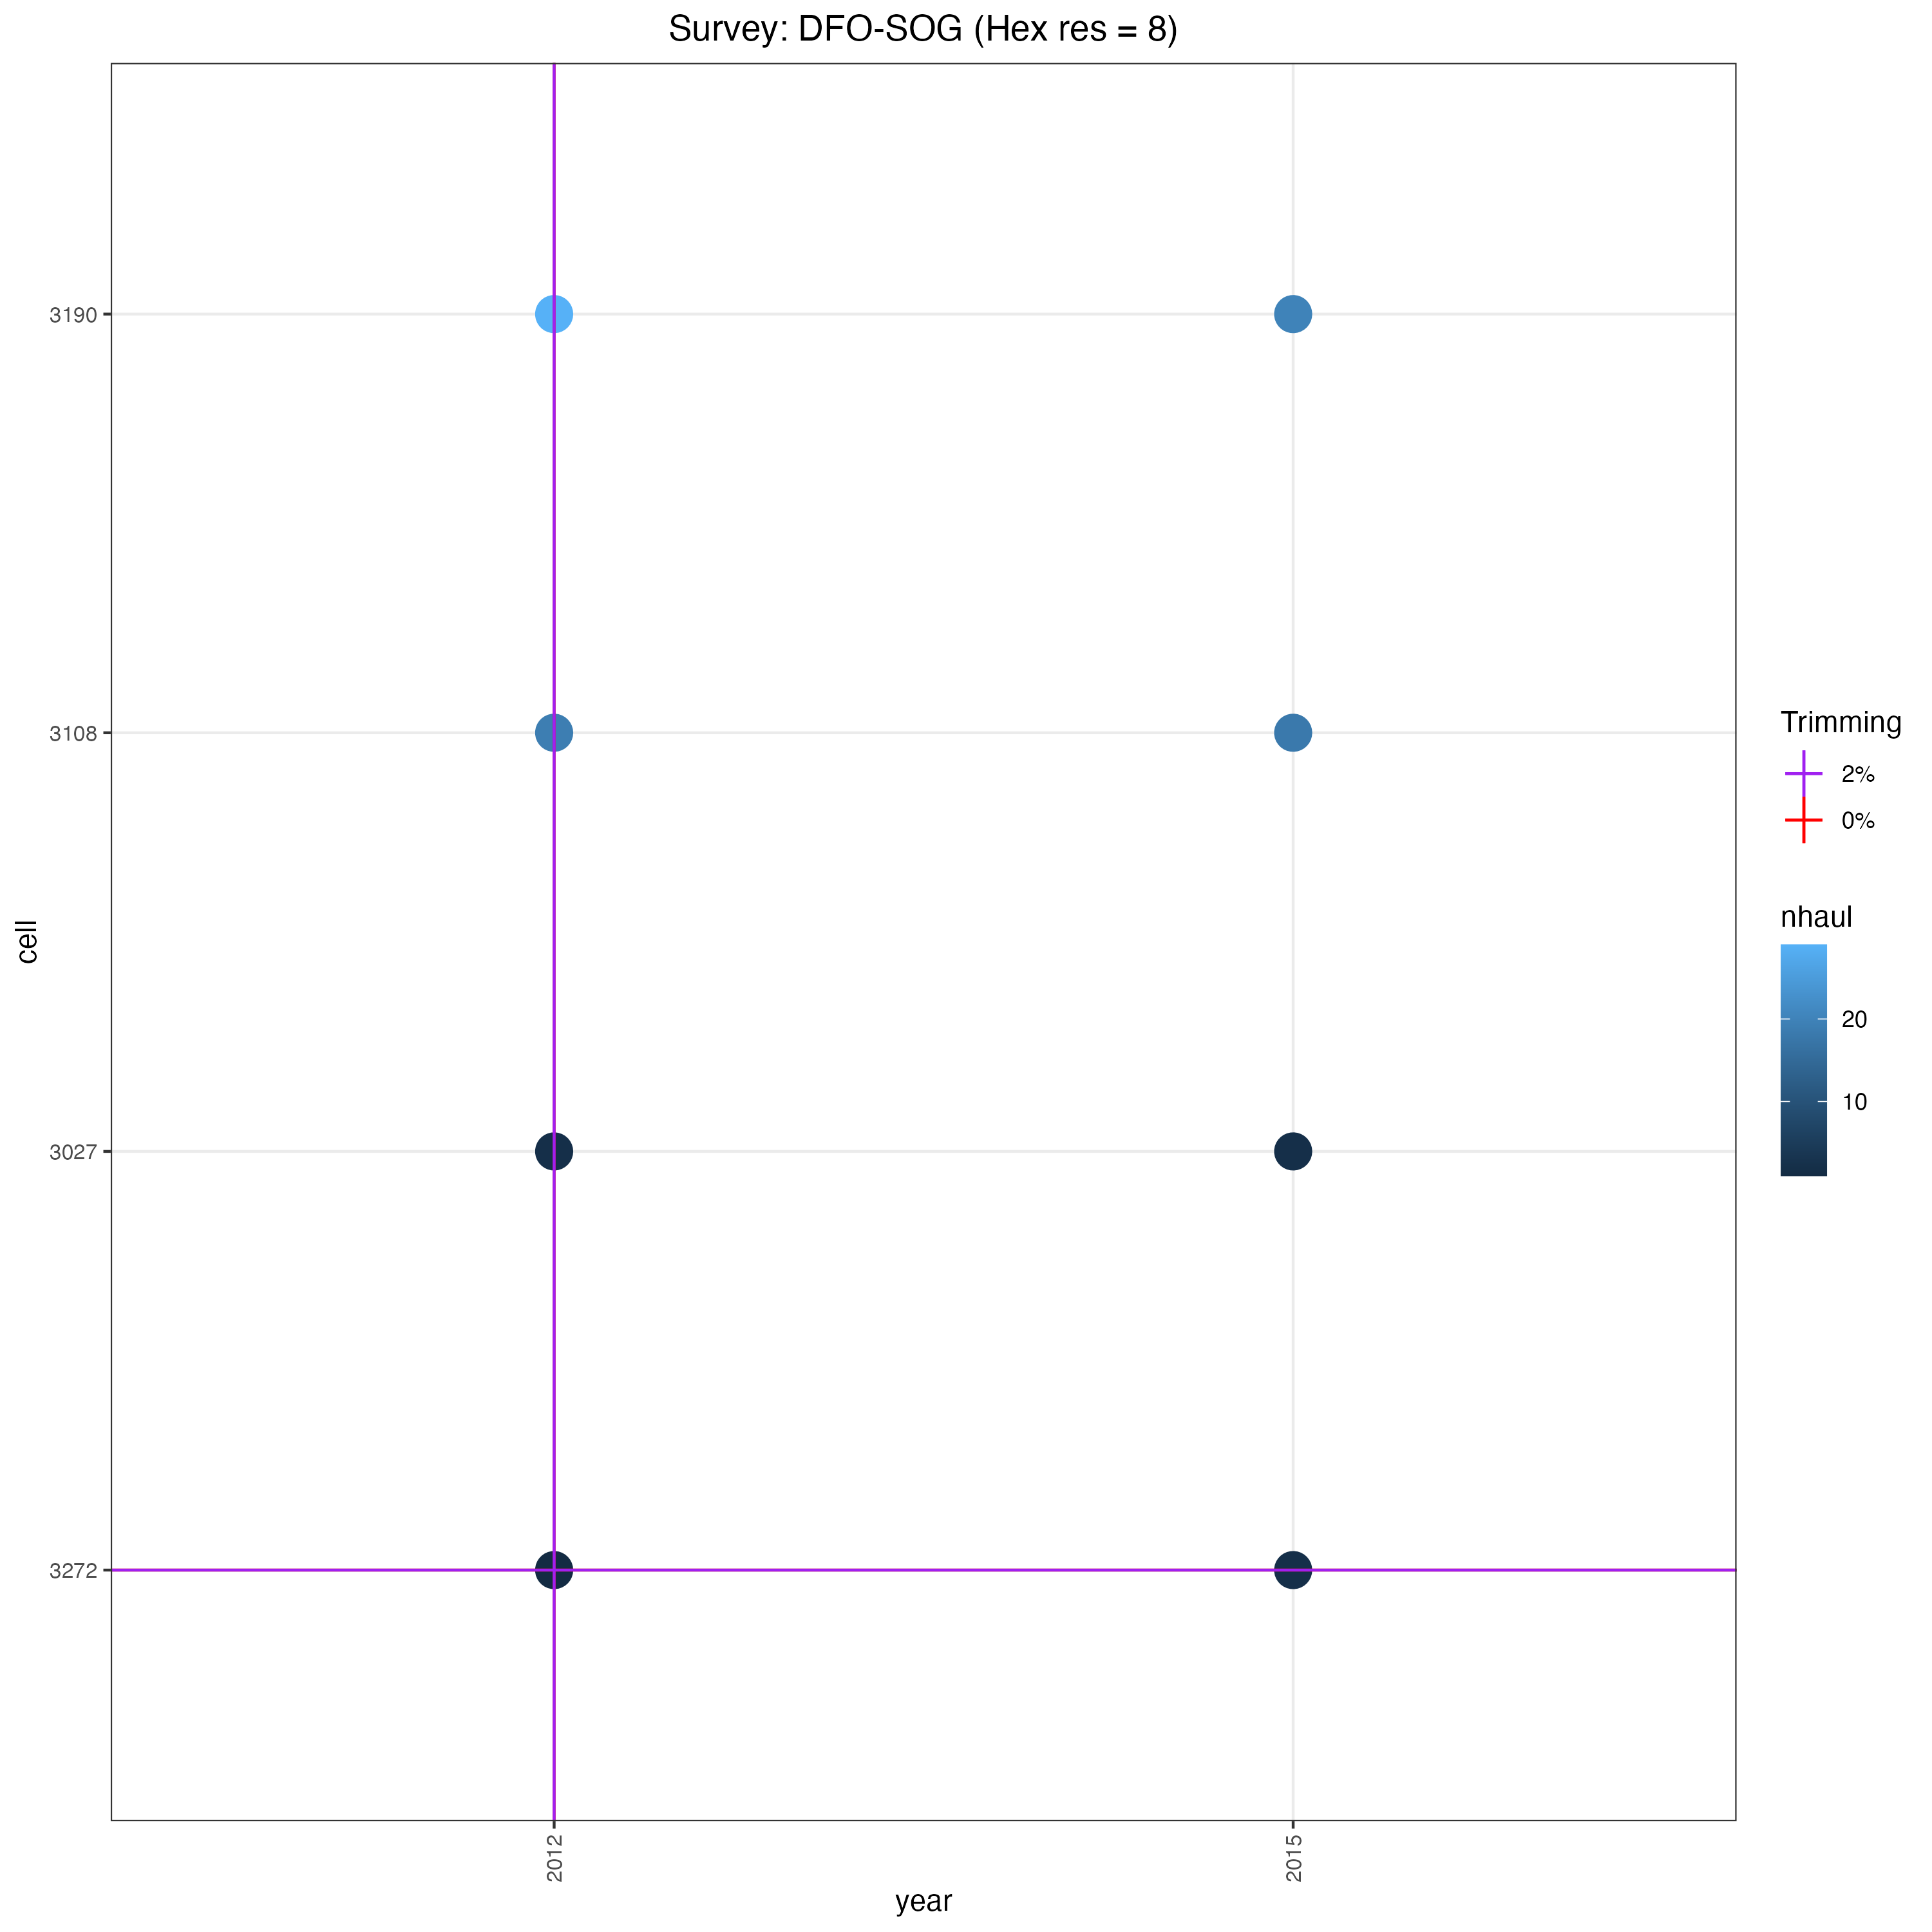 Survey: DFO-SOG (Hex res = 8)
3190
3108
3027
3272
cell
2012
2015
year
Trimming
2%
0%
nhaul
20
10